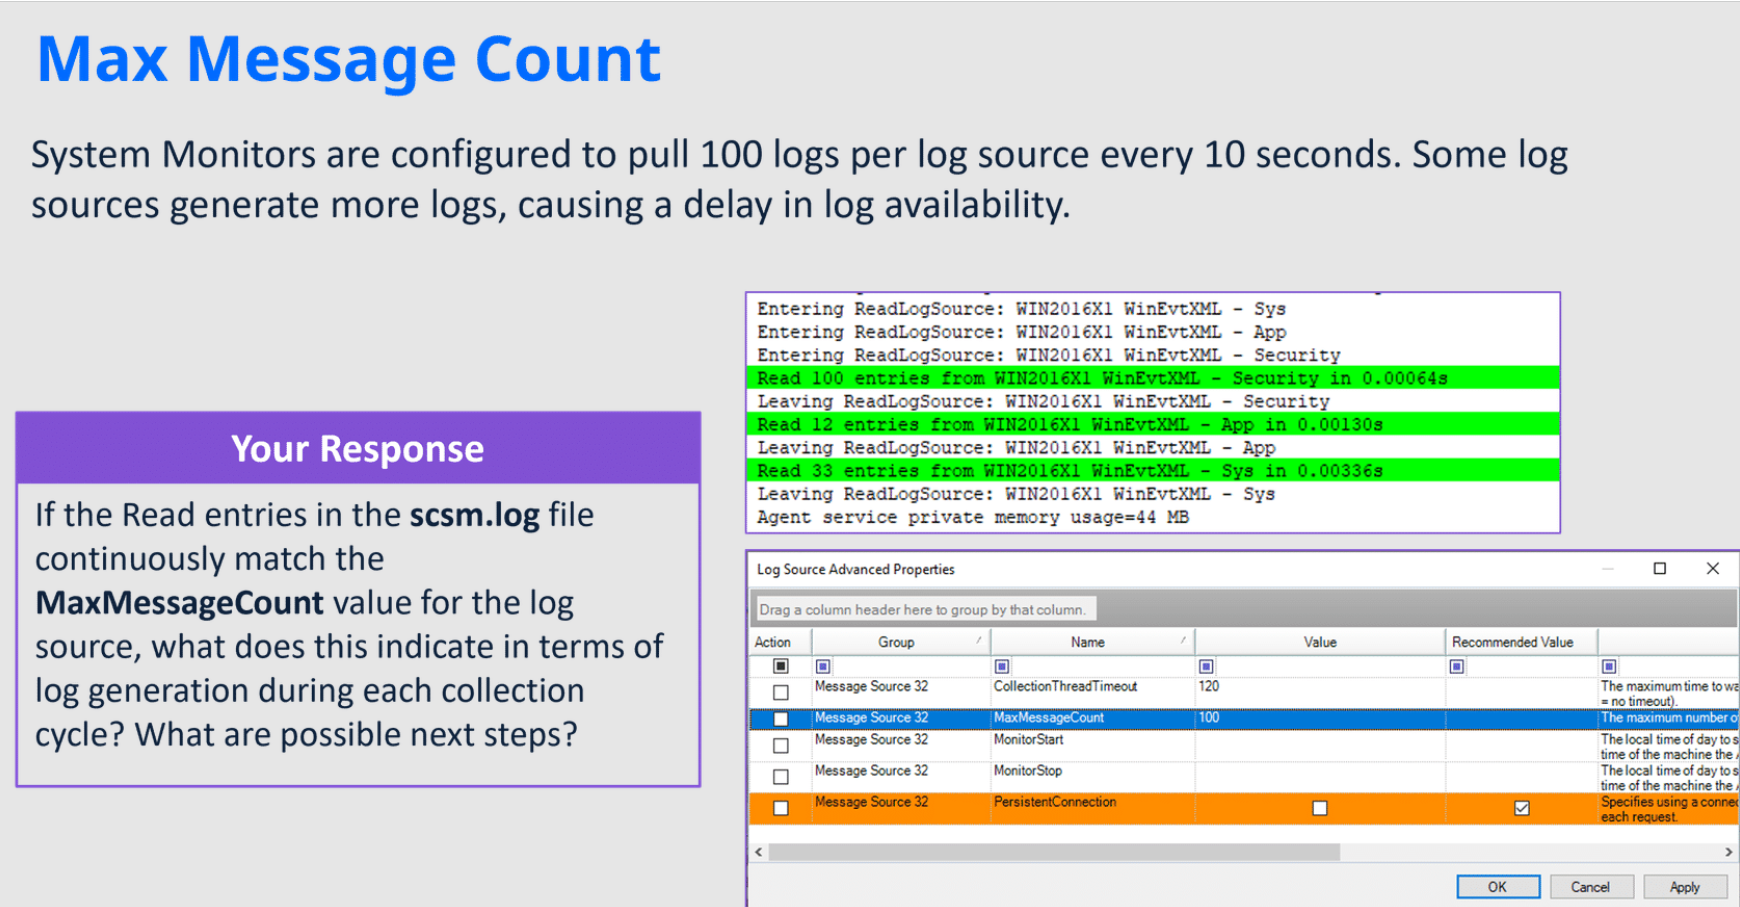 Max Message Count
System Monitors are configured to pull 100 logs per log source every 10 seconds. Some log
sources generate more logs, causing a delay in log availability.
Entering ReadLogSource: WIN2016X1 WinEvtXML - Sys
Entering ReadLogSource: WIN2016X1 WinEvtXML - App
Entering ReadLogSource: WIN2016X1 WinEvtXML - Security
Read 100 entries from WIN2016X1 WinEvtXML - Security in 0.00064s
Leaving ReadLogSource: WIN2016X1 WinEvtXML - Security
Read 12 entries from WIN2016X1 WinEvtXML - App in 0.00130s
Leaving ReadLogSource: WIN2016X1 WinEvtXML - App
Read 33 entries from WIN2016X1 WinEvtXML - Sys in 0.00336s
Leaving ReadLogSource: WIN2016X1 WinEvtXML - Sys
Agent service private memory usage=44 MB
Your Response
If the Read entries in the scsm.log file
continuously match the
MaxMessageCount value for the log
source, what does this indicate in terms of
log generation during each collection
cycle? What are possible next steps?
Log Source Advanced Properties
Drag a column header here to group by that column.
Action Group Name Value Recommended Value
Message Source 32 CollectionThreadTimeout 120 The maximum time to wa
= no timeout).
Message Source 32 MaxMessageCount 100 The maximum number o
Message Source 32 MonitorStart The local time of day to s
time of the machine the
Message Source 32 MonitorStop The local time of day to s
time of the machine the
Message Source 32 PersistentConnection Specifies using a connec
each request.
OK Cancel Apply